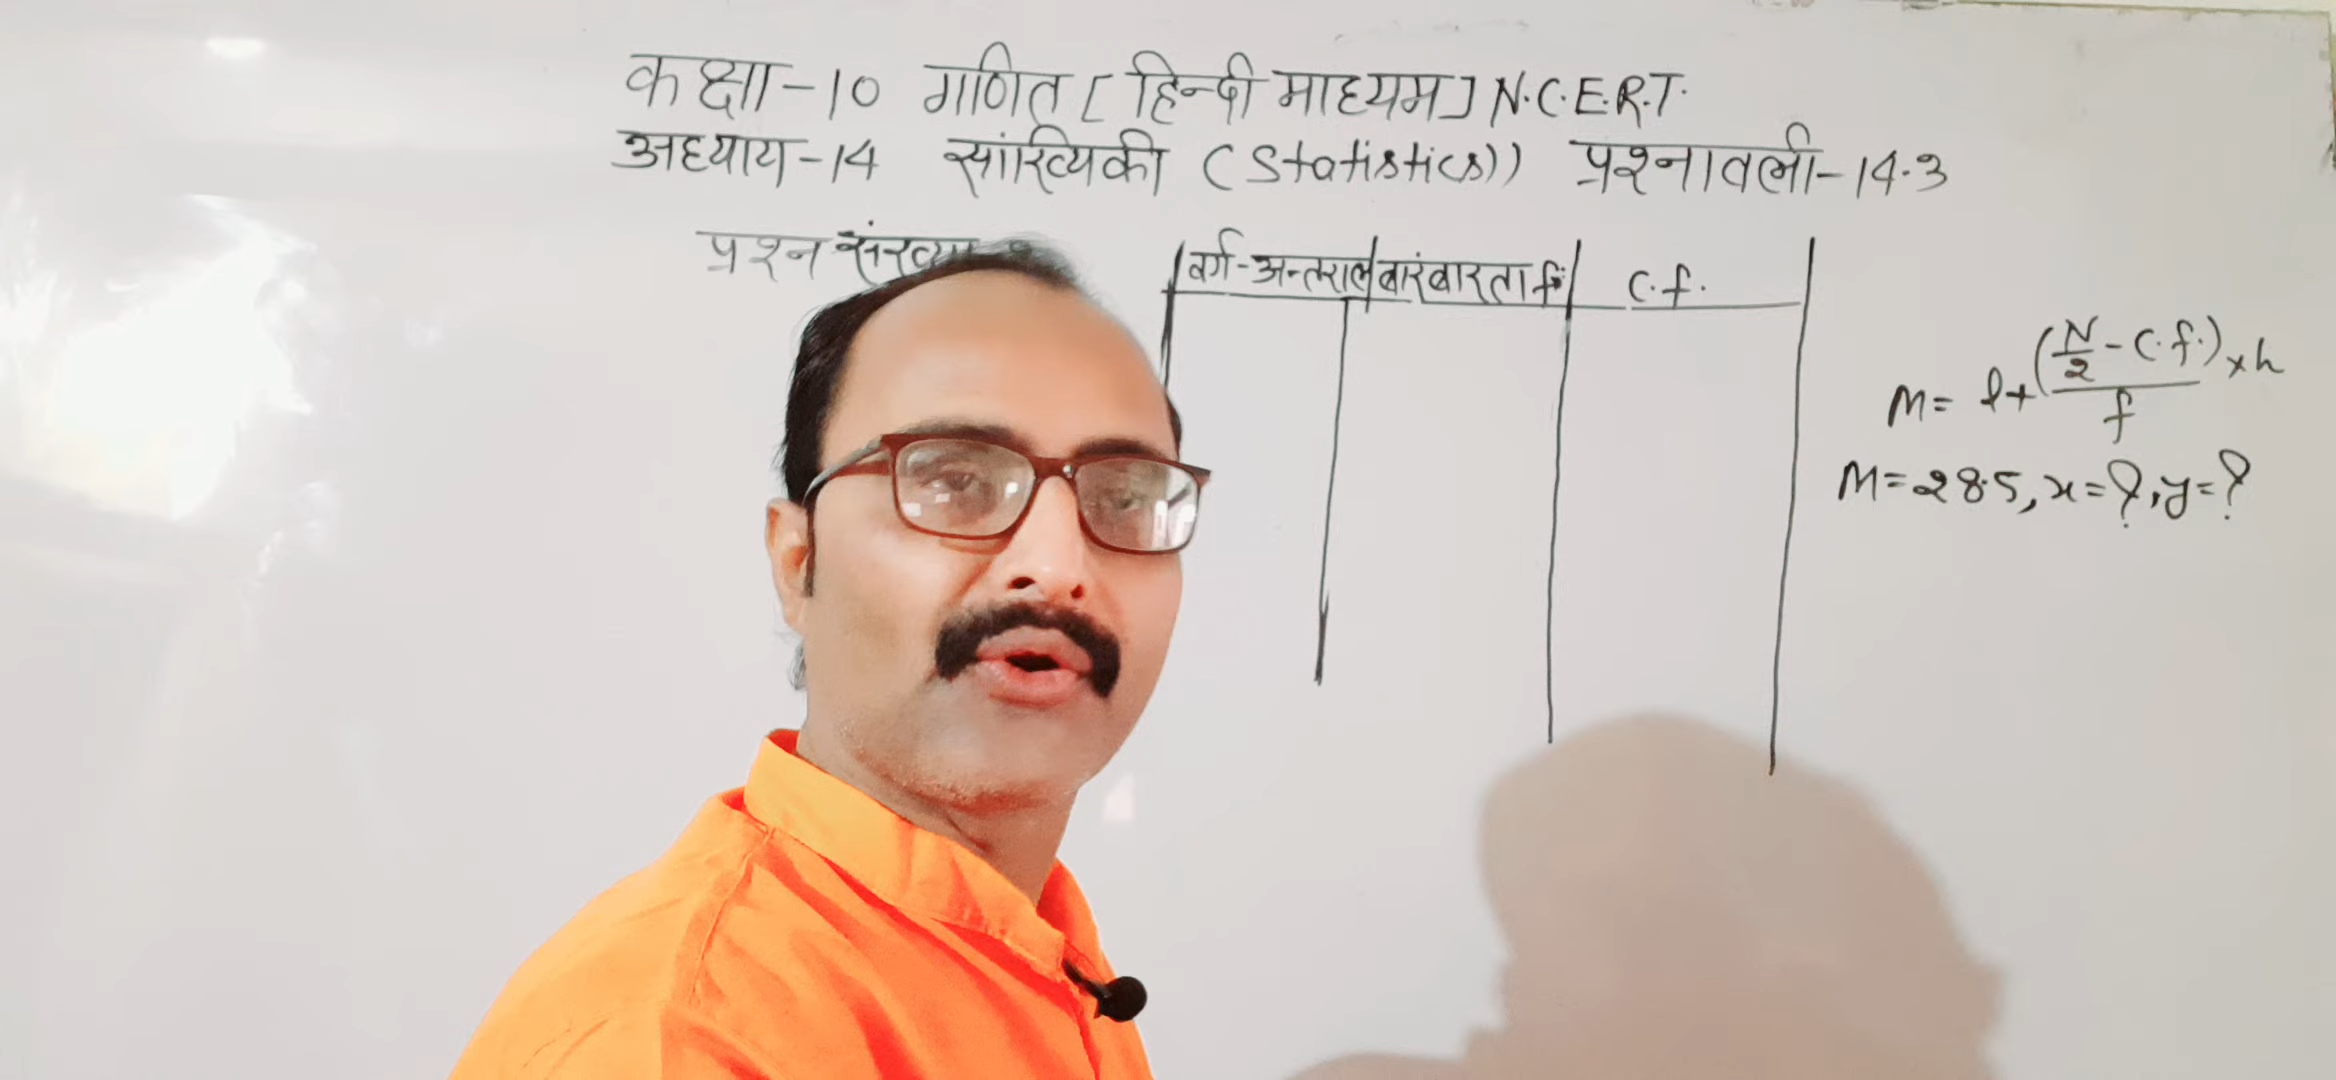 कक्षा-10 गणित [हिन्दी माध्यम] N.C.E.R.T.
अध्याय-14 सांख्यिकी (Statistics)) प्रश्नावली-14.3
प्रश्न संख्या
वर्ग-अन्तराल बारंबारता fi c.f.
M = l + (N/2 - C.f.)/f × h
M = 28.5, x = ?, y = ?